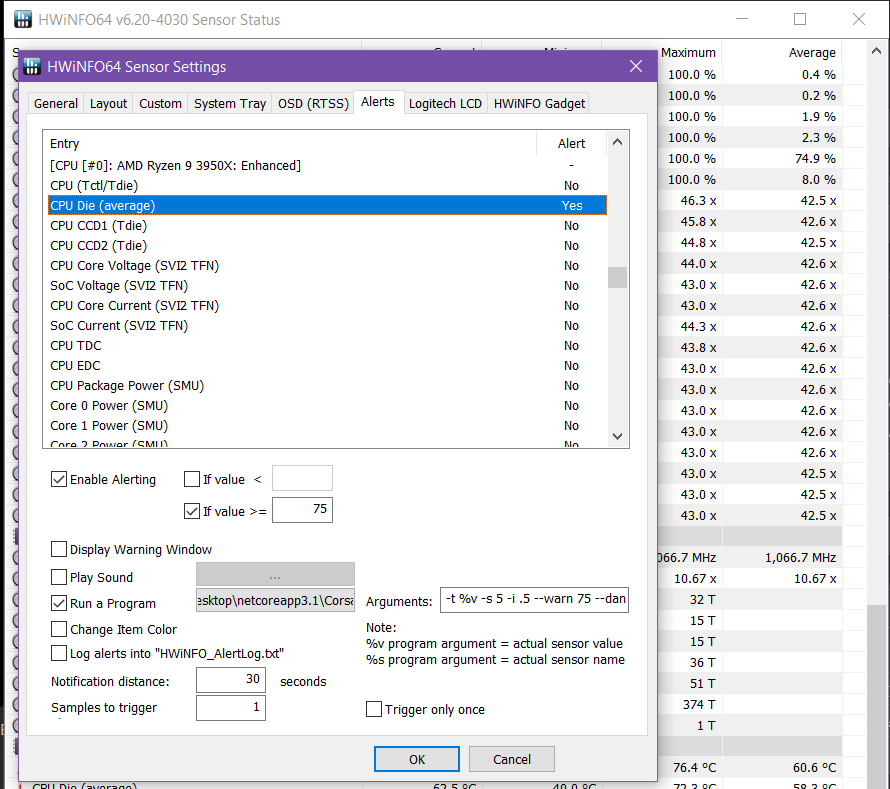 HWiNFO64 v6.20-4030 Sensor Status
Maximum Average
HWiNFO64 Sensor Settings
General Layout Custom System Tray OSD (RTSS) Alerts Logitech LCD HWiNFO Gadget
Entry Alert
[CPU [#0]: AMD Ryzen 9 3950X: Enhanced] -
CPU (Tctl/Tdie) No
CPU Die (average) Yes
CPU CCD1 (Tdie) No
CPU CCD2 (Tdie) No
CPU Core Voltage (SVI2 TFN) No
SoC Voltage (SVI2 TFN) No
CPU Core Current (SVI2 TFN) No
SoC Current (SVI2 TFN) No
CPU TDC No
CPU EDC No
CPU Package Power (SMU) No
Core 0 Power (SMU) No
Core 1 Power (SMU) No
Core 2 Power (SMU) No
Enable Alerting If value <
If value >= 75
Display Warning Window
Play Sound ...
Run a Program esktop\netcoreapp3.1\Corsa Arguments: -t %v -s 5 -i .5 --warn 75 --dan
Change Item Color Note:
%v program argument = actual sensor value
Log alerts into "HWiNFO_AlertLog.txt" %s program argument = actual sensor name
Notification distance: 30 seconds
Samples to trigger 1 Trigger only once
OK Cancel
100.0 % 0.4 %
100.0 % 0.2 %
100.0 % 1.9 %
100.0 % 2.3 %
100.0 % 74.9 %
100.0 % 8.0 %
46.3 x 42.5 x
45.8 x 42.6 x
44.8 x 42.5 x
44.0 x 42.6 x
43.0 x 42.6 x
43.0 x 42.6 x
44.3 x 42.6 x
43.8 x 42.6 x
43.0 x 42.6 x
43.0 x 42.6 x
43.0 x 42.6 x
43.0 x 42.6 x
43.0 x 42.6 x
43.0 x 42.5 x
43.0 x 42.5 x
43.0 x 42.5 x
066.7 MHz 1,066.7 MHz
10.67 x 10.67 x
32 T
15 T
15 T
36 T
51 T
374 T
1 T
76.4 °C 60.6 °C
CPU Die (average) 62.5 °C 40.0 °C 72.3 °C 58.3 °C